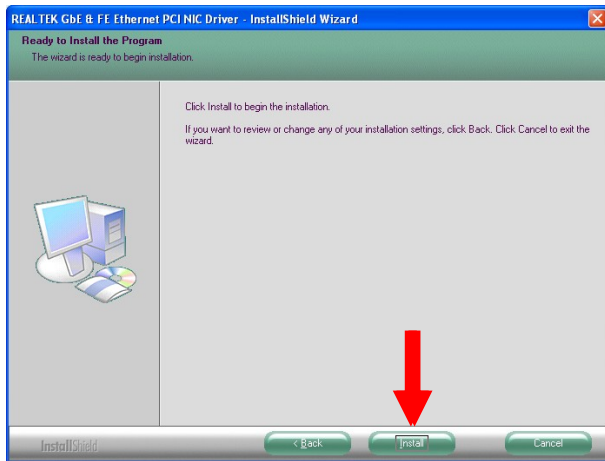 REALTEK GbE & FE Ethernet PCI NIC Driver - InstallShield Wizard
Ready to Install the Program
The wizard is ready to begin installation.
Click Install to begin the installation.
If you want to review or change any of your installation settings, click Back. Click Cancel to exit the
wizard.
InstallShield
< Back
Install
Cancel